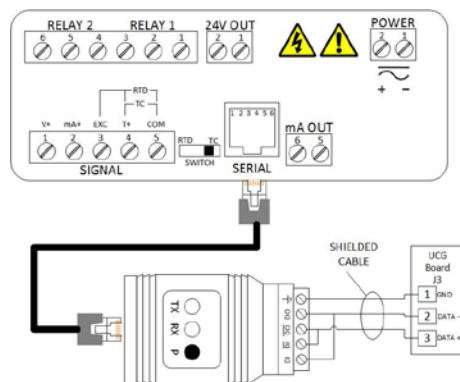 RELAY 2 RELAY 1 24V OUT POWER
6 5 4 3 2 1 2 1 2 1
RTD
TC
+ -
V+ mA+ EXC T+ COM
1 2 3 4 5
RTD TC
SWITCH
SIGNAL
1 2 3 4 5 6
SERIAL
mA OUT
6 5
SHIELDED
CABLE
UCG
Board
J3
1 GND
2 DATA -
3 DATA +
TX
RX
P